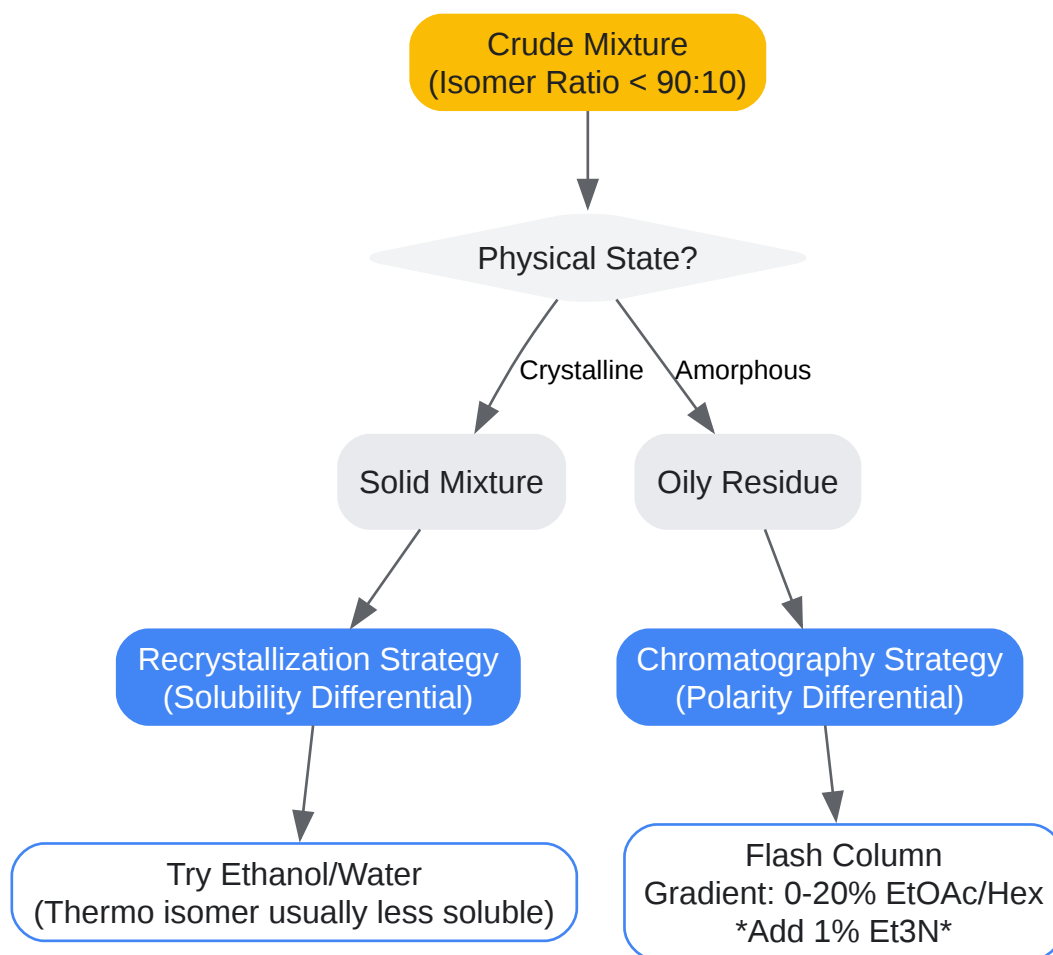 Crude Mixture
(Isomer Ratio < 90:10)
Physical State?
Crystalline
Amorphous
Solid Mixture
Oily Residue
Recrystallization Strategy
(Solubility Differential)
Chromatography Strategy
(Polarity Differential)
Try Ethanol/Water
(Thermo isomer usually less soluble)
Flash Column
Gradient: 0-20% EtOAc/Hex
*Add 1% Et3N*